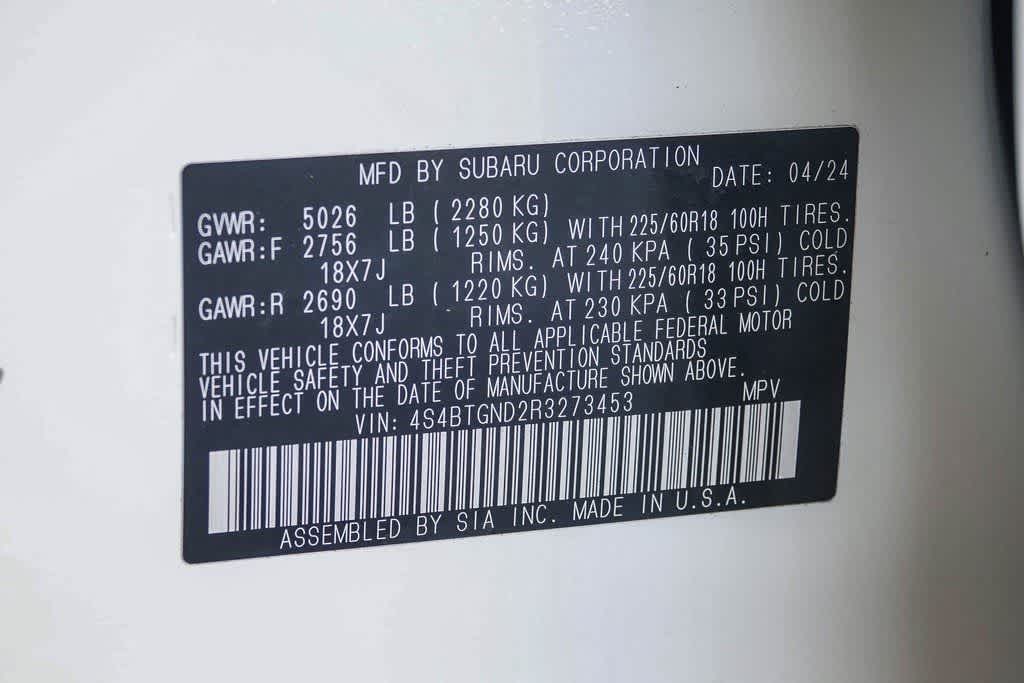 MFD BY SUBARU CORPORATION DATE: 04/24
GVWR: 5026 LB (2280 KG)
GAWR:F 2756 LB (1250 KG) WITH 225/60R18 100H TIRES.
18X7J RIMS. AT 240 KPA (35 PSI) COLD
GAWR:R 2690 LB (1220 KG) WITH 225/60R18 100H TIRES.
18X7J RIMS. AT 230 KPA (33 PSI) COLD
THIS VEHICLE CONFORMS TO ALL APPLICABLE FEDERAL MOTOR
VEHICLE SAFETY AND THEFT PREVENTION STANDARDS
IN EFFECT ON THE DATE OF MANUFACTURE SHOWN ABOVE.
VIN: 4S4BTGND2R3273453 MPV
ASSEMBLED BY SIA INC. MADE IN U.S.A.